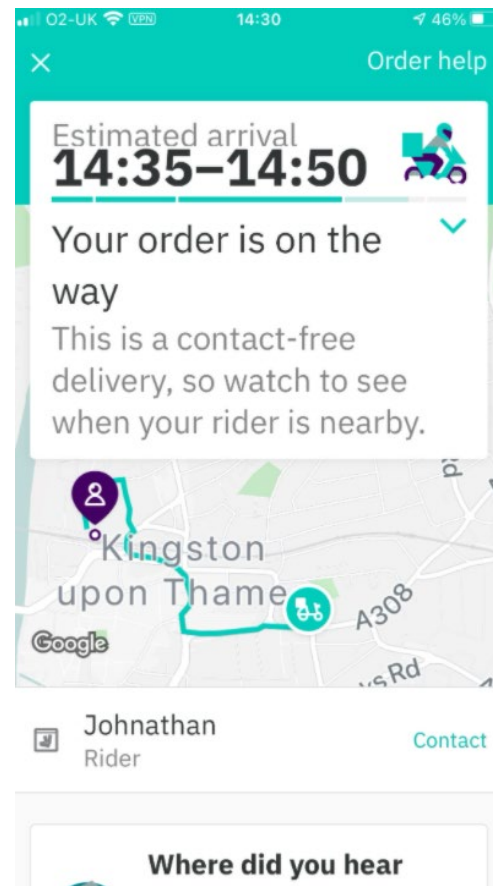 O2-UK VPN 14:30 46%
Order help
Estimated arrival
14:35–14:50
Your order is on the
way
This is a contact-free
delivery, so watch to see
when your rider is nearby.
Kingston
upon Thame
A308
Rd
Google
Johnathan
Rider
Contact
Where did you hear